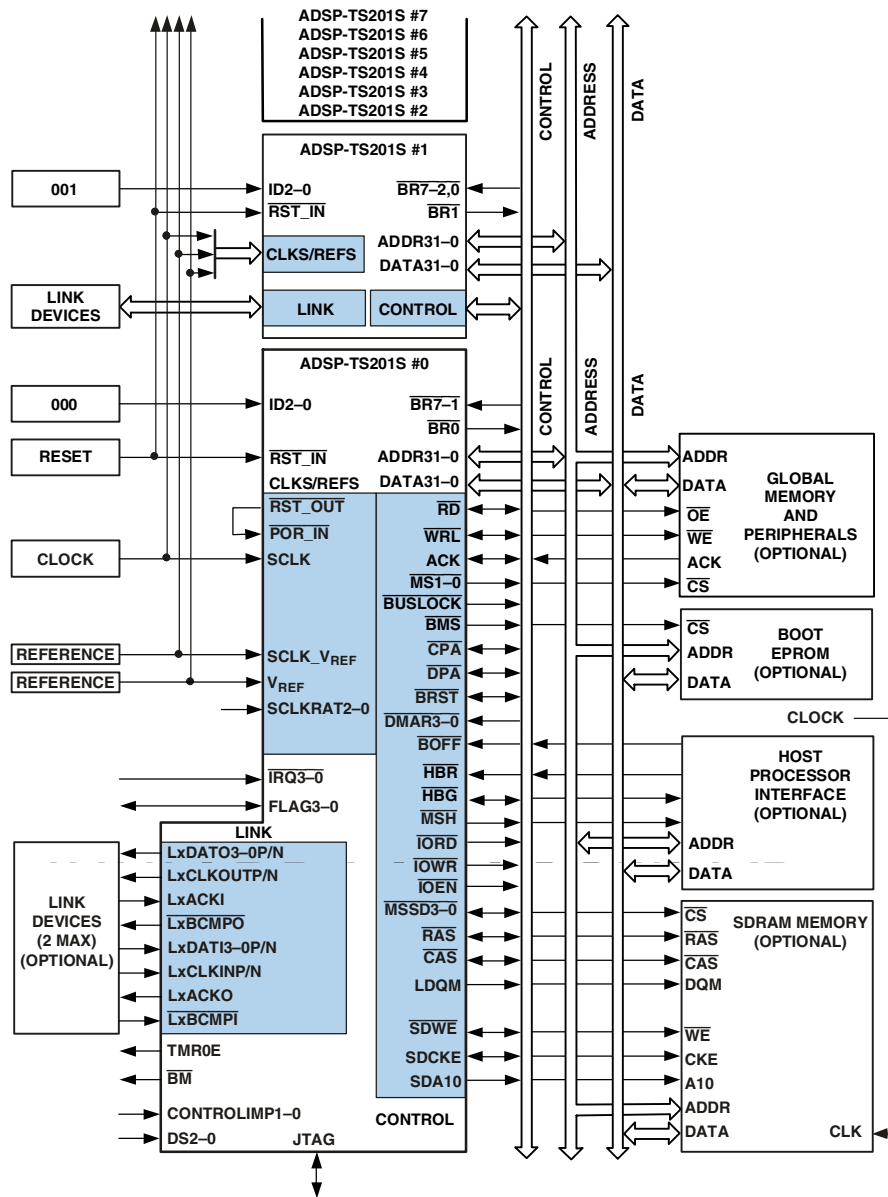 ADSP-TS201S #7
ADSP-TS201S #6
ADSP-TS201S #5
ADSP-TS201S #4
ADSP-TS201S #3
ADSP-TS201S #2
CONTROL
ADDRESS
DATA
ADSP-TS201S #1
001
ID2–0
BR7–2,0
RST_IN
BR1
ADDR31–0
CLKS/REFS
DATA31–0
LINK
DEVICES
LINK
CONTROL
ADSP-TS201S #0
CONTROL
ADDRESS
DATA
000
ID2–0
BR7–1
BR0
RESET
RST_IN
ADDR31–0
CLKS/REFS
DATA31–0
RST_OUT
RD
POR_IN
WRL
CLOCK
SCLK
ACK
MS1–0
BUSLOCK
BMS
REFERENCE
SCLK_VREF
CPA
REFERENCE
VREF
DPA
SCLKRAT2–0
BRST
DMAR3–0
BOFF
IRQ3–0
HBR
FLAG3–0
HBG
MSH
IORD
IOWR
IOEN
MSSD3–0
RAS
CAS
LDQM
SDWE
SDCKE
SDA10
CONTROL
LINK
LINK
DEVICES
(2 MAX)
(OPTIONAL)
LxDATO3–0P/N
LxCLKOUTP/N
LxACKI
LxBCMPO
LxDATI3–0P/N
LxCLKINP/N
LxACKO
LxBCMPI
TMR0E
BM
CONTROLIMP1–0
DS2–0
JTAG
ADDR
DATA
OE
WE
ACK
CS
GLOBAL
MEMORY
AND
PERIPHERALS
(OPTIONAL)
CS
ADDR
DATA
BOOT
EPROM
(OPTIONAL)
CLOCK
HOST
PROCESSOR
INTERFACE
(OPTIONAL)
ADDR
DATA
SDRAM MEMORY
(OPTIONAL)
CS
RAS
CAS
DQM
WE
CKE
A10
ADDR
DATA
CLK